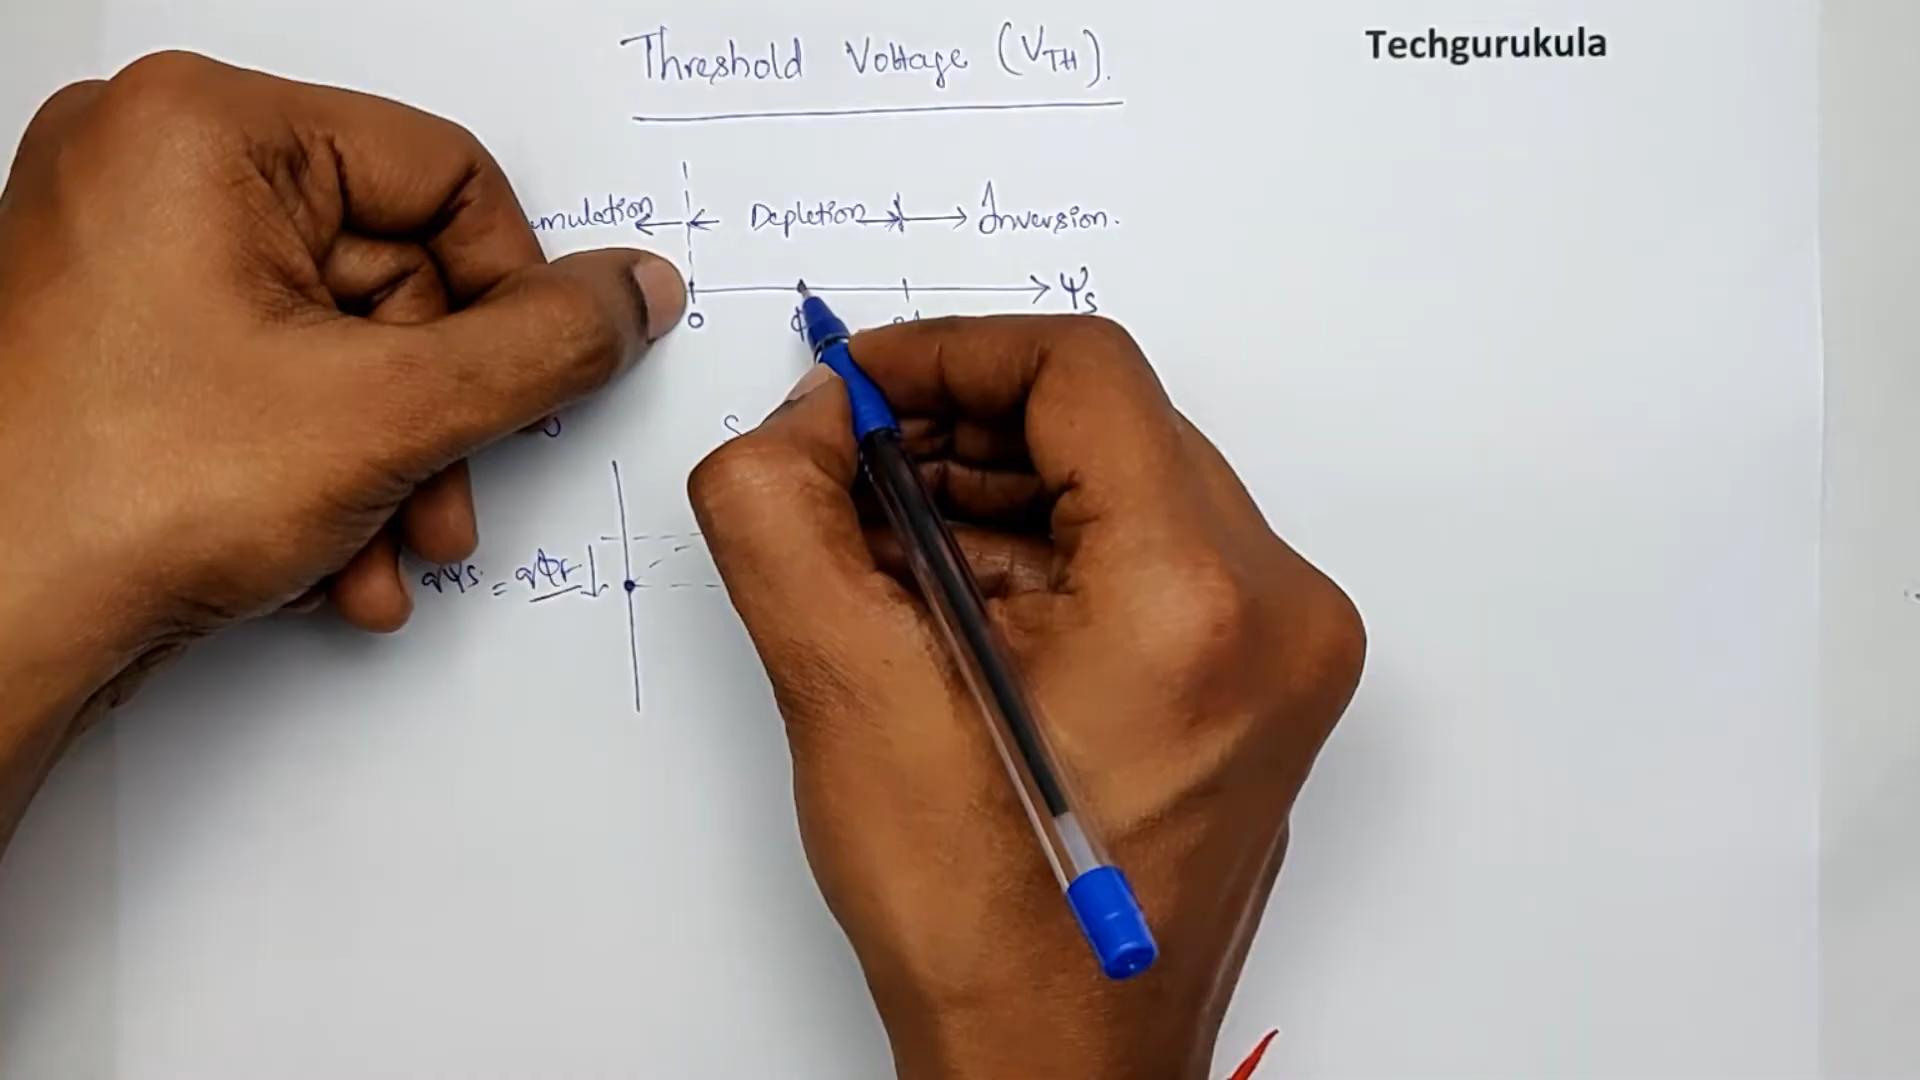 Threshold Voltage (VTH).
Techgurukula
mulation Depletion Inversion.
ψs
0
qψs = qφF